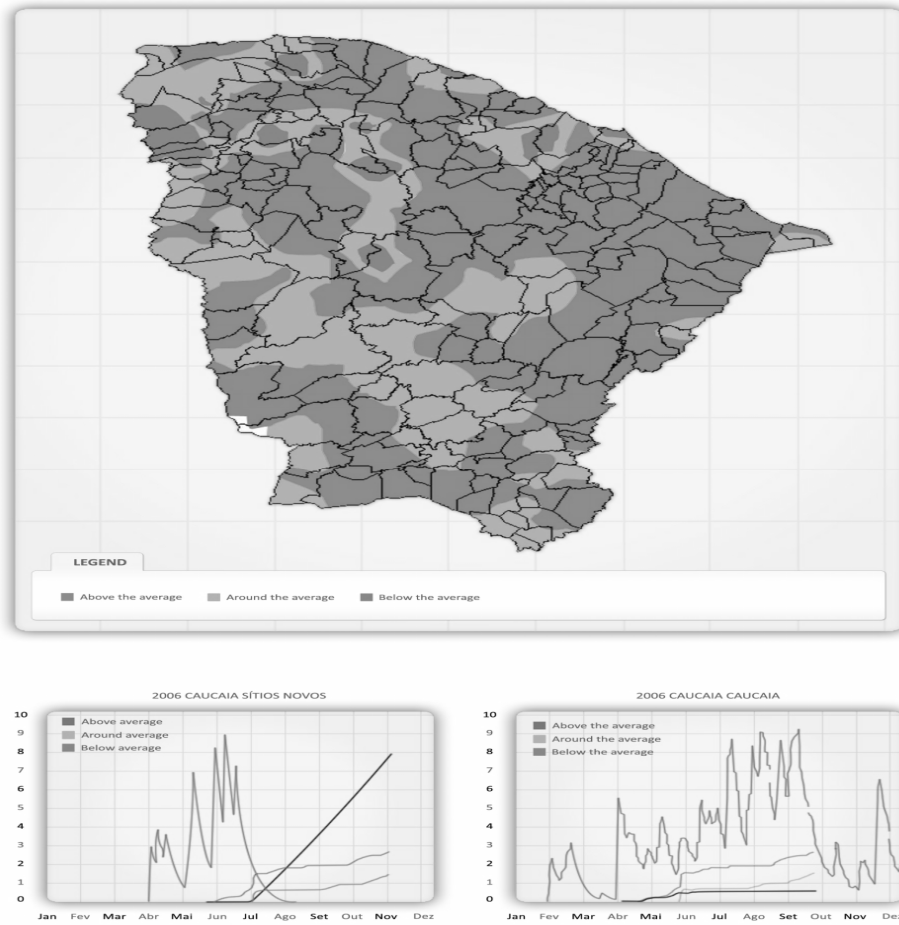 LEGEND
Above the average Around the average Below the average
2006 CAUCAIA SÍTIOS NOVOS
10
9
8
7
6
5
4
3
2
1
0
Above average
Around average
Below average
Jan Fev Mar Abr Mai Jun Jul Ago Set Out Nov Dez
2006 CAUCAIA CAUCAIA
10
9
8
7
6
5
4
3
2
1
0
Above the average
Around the average
Below the average
Jan Fev Mar Abr Mai Jun Jul Ago Set Out Nov Dez